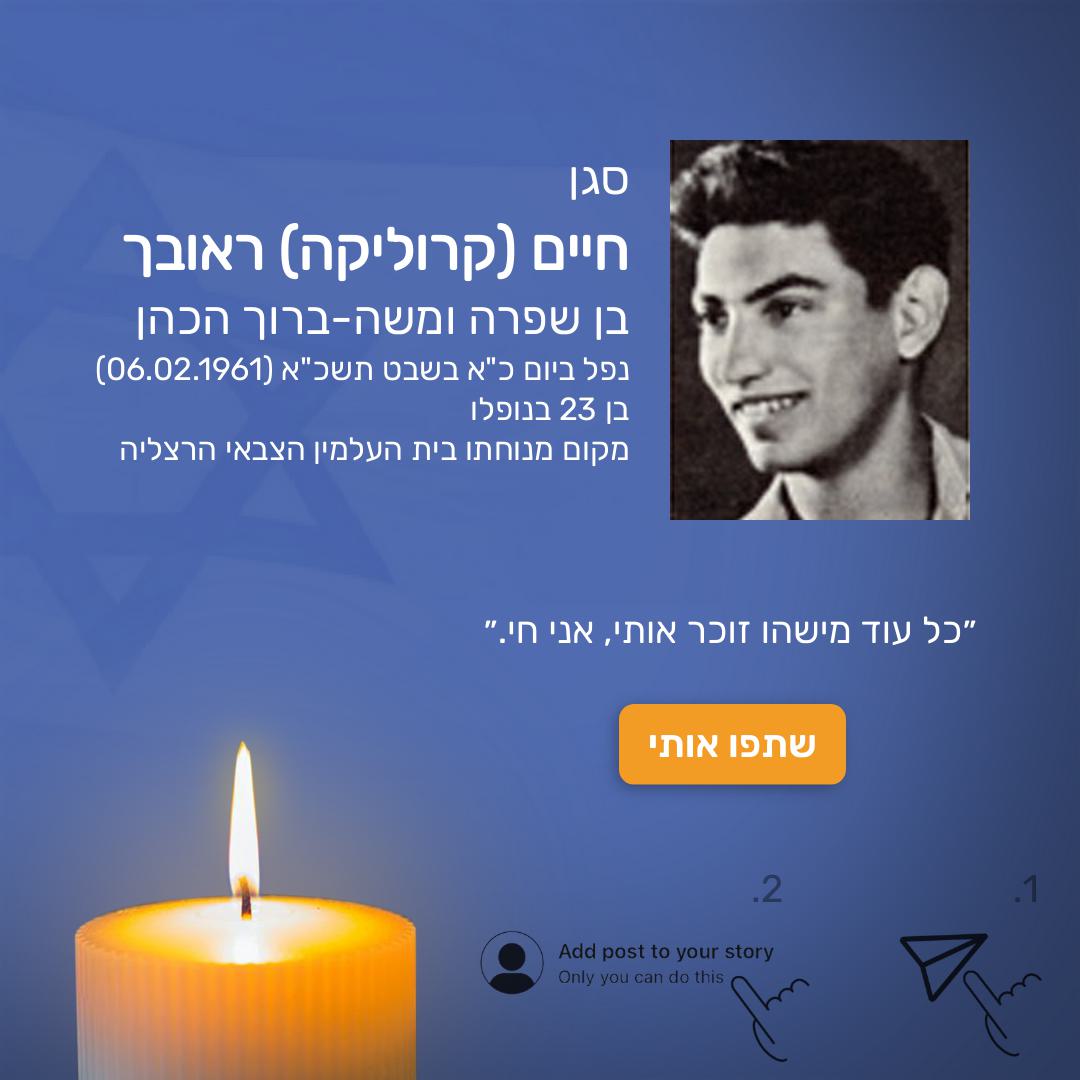 סגן
חיים (קרוליקה) ראובך
בן שפרה ומשה-ברוך הכהן
נפל ביום כ"א בשבט תשכ"א (06.02.1961)
בן 23 בנופלו
מקום מנוחתו בית העלמין הצבאי הרצליה
״כל עוד מישהו זוכר אותי, אני חי.״
שתפו אותי
1.
2.
Add post to your story
Only you can do this